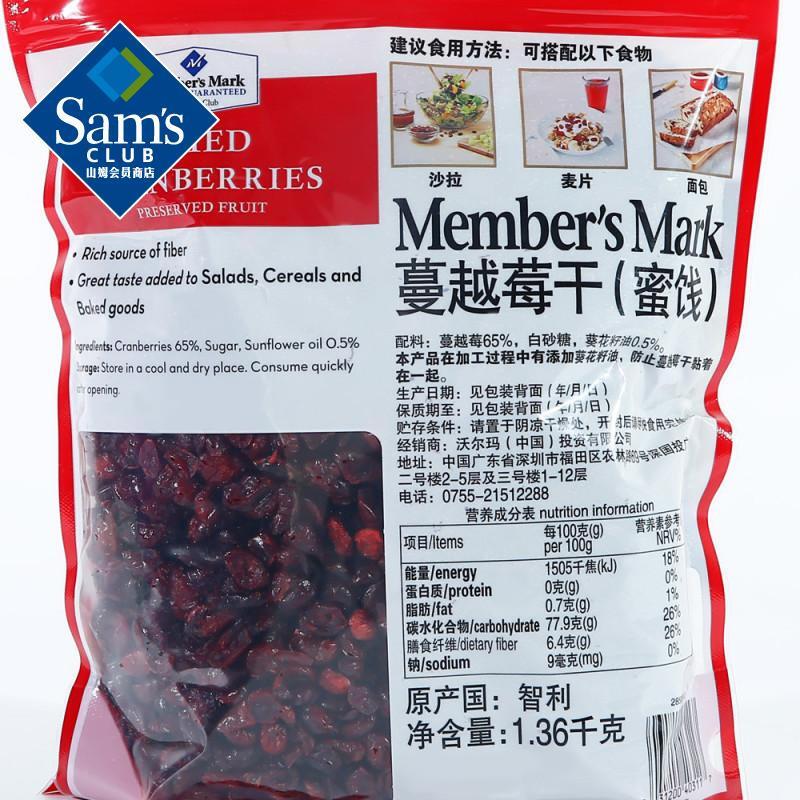 Sam's
CLUB
山姆会员商店
Mark
GUARANTEED
Club
CRANBERRIES
PRESERVED FRUIT
• Rich source of fiber
• Great taste added to Salads, Cereals and
Baked goods
Ingredients: Cranberries 65%, Sugar, Sunflower oil 0.5%
Storage: Store in a cool and dry place. Consume quickly
after opening.
建议食用方法：可搭配以下食物
沙拉 麦片 面包
Member's Mark
蔓越莓干(蜜饯)
配料：蔓越莓65%，白砂糖，葵花籽油0.5%。
本产品在加工过程中有添加葵花籽油，防止蔓越莓干粘着
在一起。
生产日期：见包装背面 (年/月/日)
保质期至：见包装背面 (年/月/日)
贮存条件：请置于阴凉干燥处，开封后请尽快食用完
经销商：沃尔玛（中国）投资有限公司
地址：中国广东省深圳市福田区农林路69号深国投广
二号楼2-5层及三号楼1-12层
电话：0755-21512288
营养成分表 nutrition information
项目/Items 每100克(g) per 100g 营养素参考 NRV%
能量/energy 1505千焦(kJ) 18%
蛋白质/protein 0克(g) 0%
脂肪/fat 0.7克(g) 1%
碳水化合物/carbohydrate 77.9克(g) 26%
膳食纤维/dietary fiber 6.4克(g) 26%
钠/sodium 9毫克(mg) 0%
原产国：智利
净含量：1.36千克